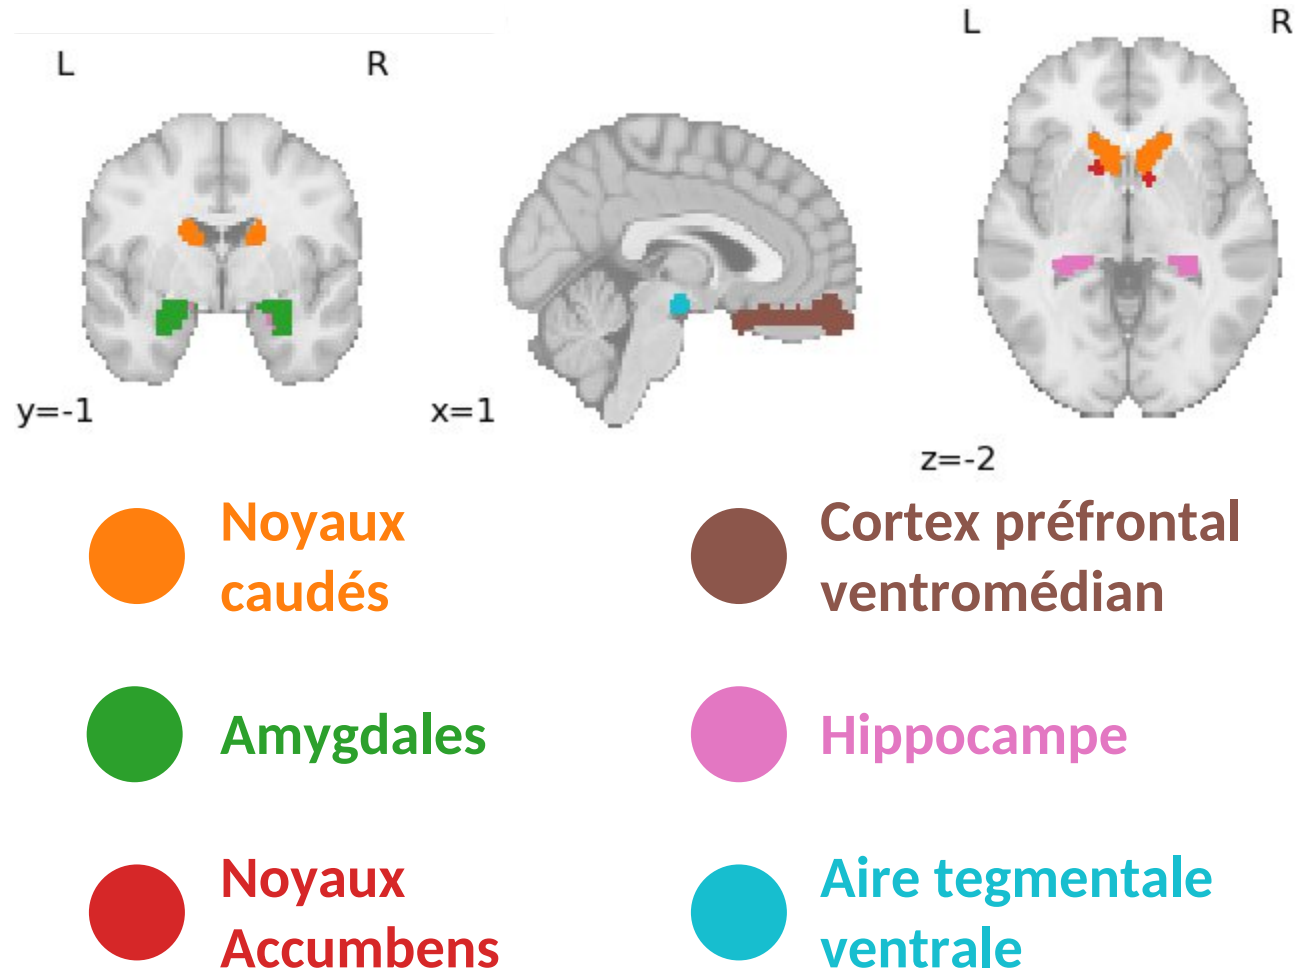 L
R
y=-1
x=1
L
R
z=-2
Noyaux
caudés
Cortex préfrontal
ventromédian
Amygdales
Hippocampe
Noyaux
Accumbens
Aire tegmentale
ventrale